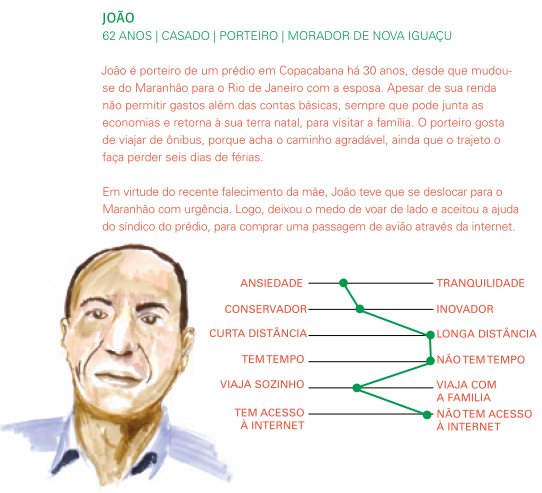 JOÃO
62 ANOS | CASADO | PORTEIRO | MORADOR DE NOVA IGUAÇU
João é porteiro de um prédio em Copacabana há 30 anos, desde que mudou-
se do Maranhão para o Rio de Janeiro com a esposa. Apesar de sua renda
não permitir gastos além das contas básicas, sempre que pode junta as
economias e retorna à sua terra natal, para visitar a família. O porteiro gosta
de viajar de ônibus, porque acha o caminho agradável, ainda que o trajeto o
faça perder seis dias de férias.
Em virtude do recente falecimento da mãe, João teve que se deslocar para o
Maranhão com urgência. Logo, deixou o medo de voar de lado e aceitou a ajuda
do síndico do prédio, para comprar uma passagem de avião através da internet.
ANSIEDADE TRANQUILIDADE
CONSERVADOR INOVADOR
CURTA DISTÂNCIA LONGA DISTÂNCIA
TEM TEMPO NÃO TEM TEMPO
VIAJA SOZINHO VIAJA COM
A FAMILIA
TEM ACESSO NÃO TEM ACESSO
À INTERNET À INTERNET